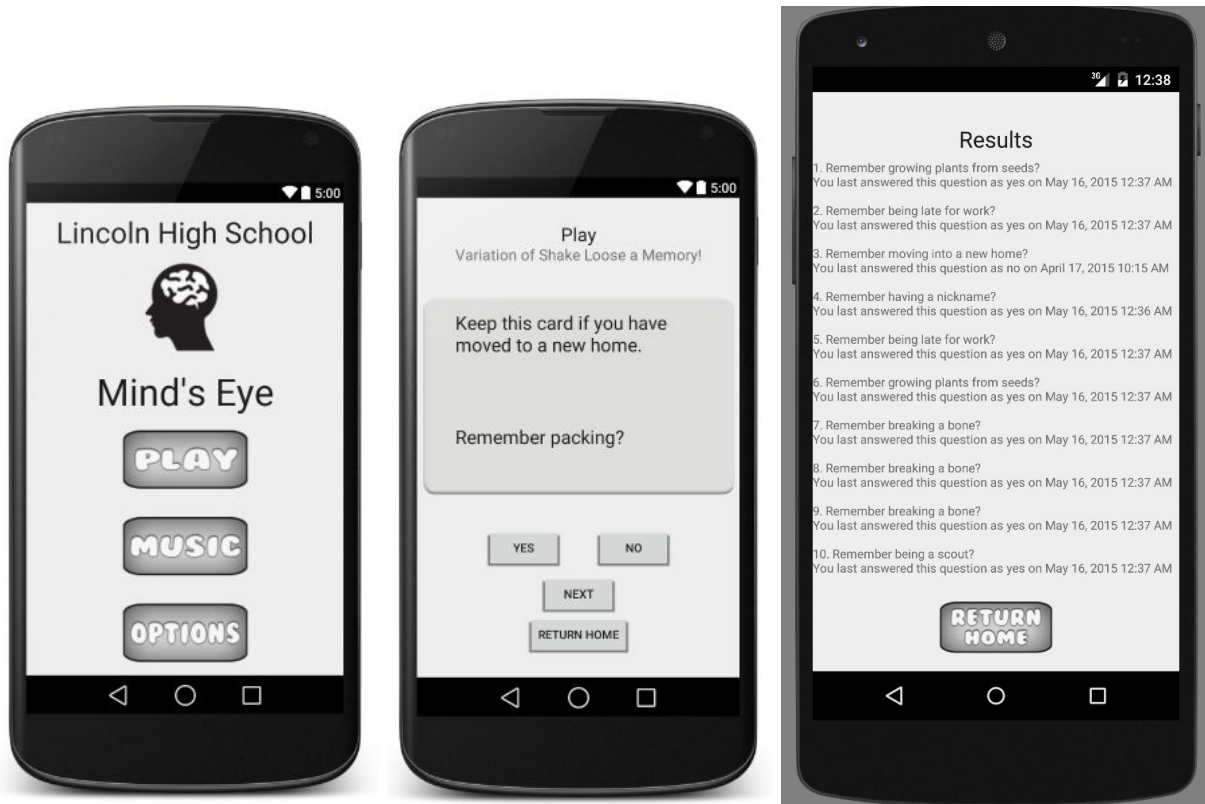 5:00
Lincoln High School
Mind's Eye
PLAY
MUSIC
OPTIONS
5:00
Play
Variation of Shake Loose a Memory!
Keep this card if you have
moved to a new home.
Remember packing?
YES
NO
NEXT
RETURN HOME
3G 12:38
Results
1. Remember growing plants from seeds?
You last answered this question as yes on May 16, 2015 12:37 AM
2. Remember being late for work?
You last answered this question as yes on May 16, 2015 12:37 AM
3. Remember moving into a new home?
You last answered this question as no on April 17, 2015 10:15 AM
4. Remember having a nickname?
You last answered this question as yes on May 16, 2015 12:36 AM
5. Remember being late for work?
You last answered this question as yes on May 16, 2015 12:37 AM
6. Remember growing plants from seeds?
You last answered this question as yes on May 16, 2015 12:37 AM
7. Remember breaking a bone?
You last answered this question as yes on May 16, 2015 12:37 AM
8. Remember breaking a bone?
You last answered this question as yes on May 16, 2015 12:37 AM
9. Remember breaking a bone?
You last answered this question as yes on May 16, 2015 12:37 AM
10. Remember being a scout?
You last answered this question as yes on May 16, 2015 12:37 AM
RETURN
HOME